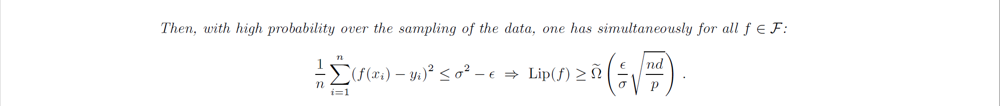 Then, with high probability over the sampling of the data, one has simultaneously for all f ∈ ℱ:
$$\frac{1}{n}\sum_{i=1}^{n}(f(x_i)-y_i)^2 \leq \sigma^2-\epsilon \Rightarrow \mathrm{Lip}(f) \geq \widetilde{\Omega}\left(\frac{\epsilon}{\sigma}\sqrt{\frac{nd}{p}}\right).$$